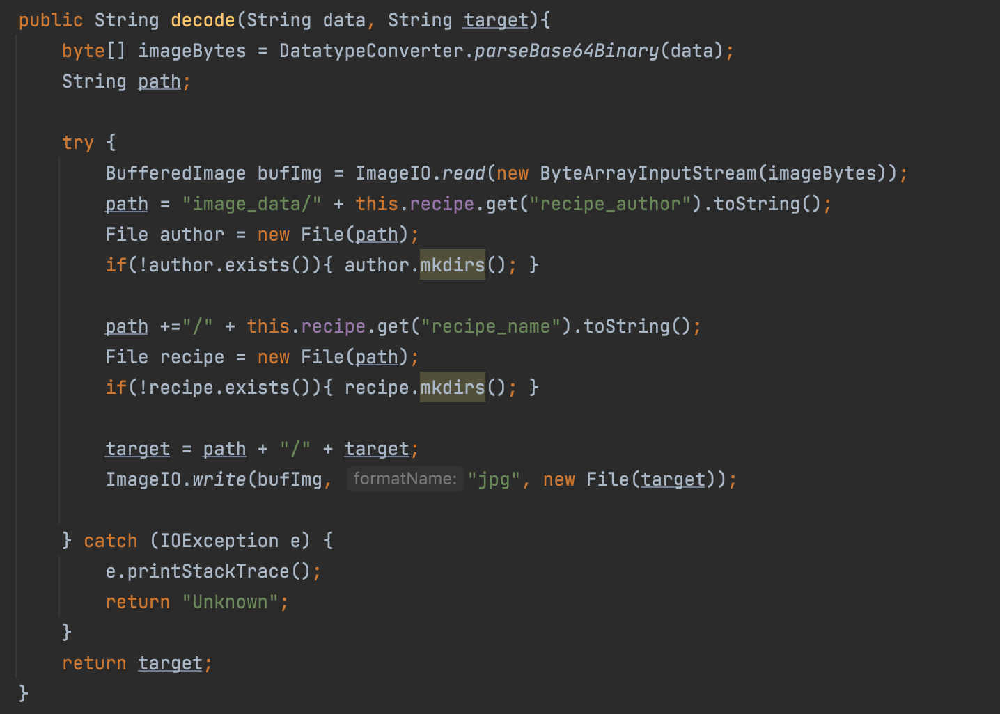 public String decode(String data, String target){
    byte[] imageBytes = DatatypeConverter.parseBase64Binary(data);
    String path;
    try {
        BufferedImage bufImg = ImageIO.read(new ByteArrayInputStream(imageBytes));
        path = "image_data/" + this.recipe.get("recipe_author").toString();
        File author = new File(path);
        if(!author.exists()){ author.mkdirs(); }
        path +="/" + this.recipe.get("recipe_name").toString();
        File recipe = new File(path);
        if(!recipe.exists()){ recipe.mkdirs(); }
        target = path + "/" + target;
        ImageIO.write(bufImg, formatName: "jpg", new File(target));
    } catch (IOException e) {
        e.printStackTrace();
        return "Unknown";
    }
    return target;
}